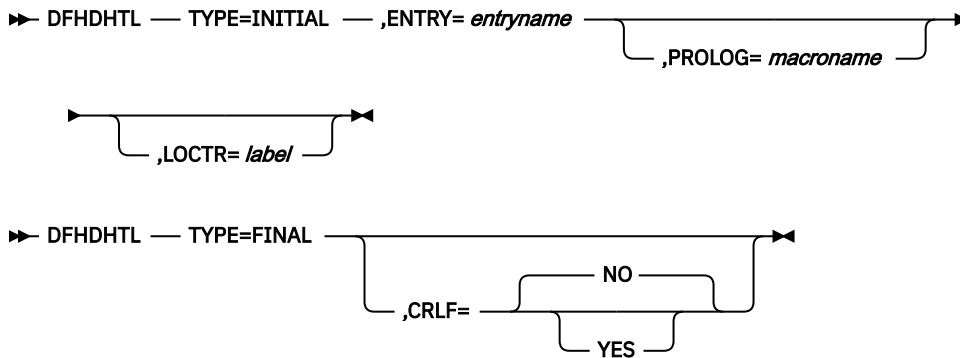 DFHDHTL TYPE=INITIAL ,ENTRY= entryname
,PROLOG= macroname
,LOCTR= label
DFHDHTL TYPE=FINAL
NO
,CRLF=
YES